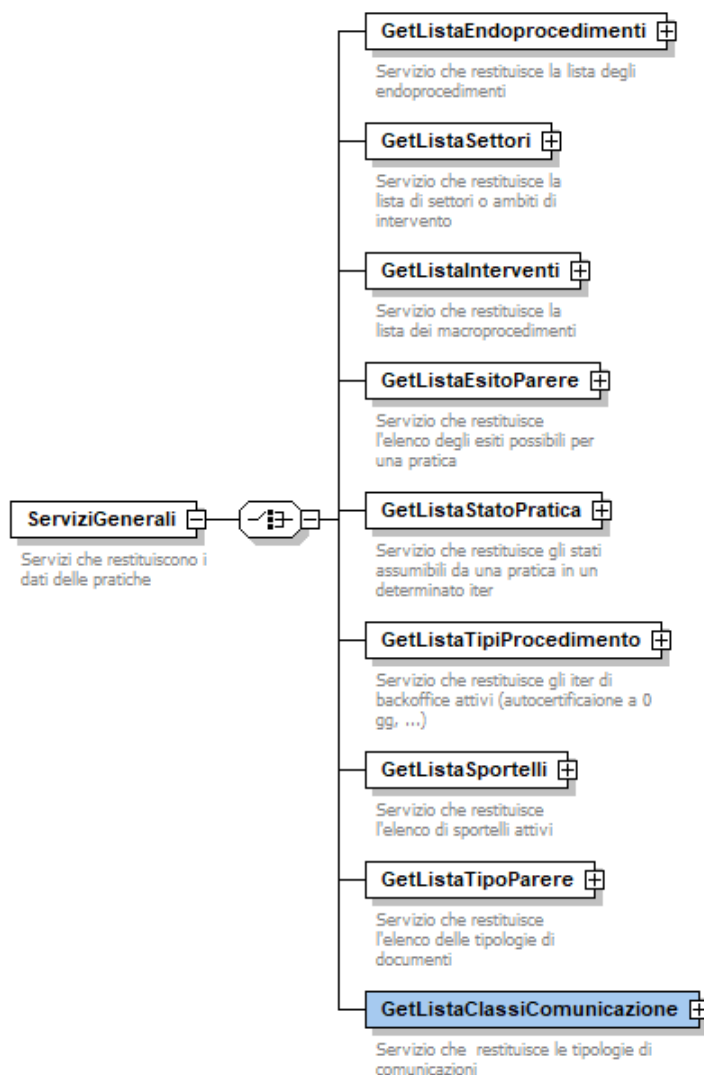 GetListaEndoprocedimenti
Servizio che restituisce la lista degli
endoprocedimenti
GetListaSettori
Servizio che restituisce la
lista di settori o ambiti di
intervento
GetListaInterventi
Servizio che restituisce la
lista dei macroprocedimenti
GetListaEsitoParere
Servizio che restituisce
l'elenco degli esiti possibili per
una pratica
ServiziGenerali
Servizi che restituiscono i
dati delle pratiche
GetListaStatoPratica
Servizio che restituisce gli stati
assumibili da una pratica in un
determinato iter
GetListaTipiProcedimento
Servizio che restituisce gli iter di
backoffice attivi (autocertificaione a 0
gg, ...)
GetListaSportelli
Servizio che restituisce
l'elenco di sportelli attivi
GetListaTipoParere
Servizio che restituisce
l'elenco delle tipologie di
documenti
GetListaClassiComunicazione
Servizio che  restituisce le tipologie di
comunicazioni